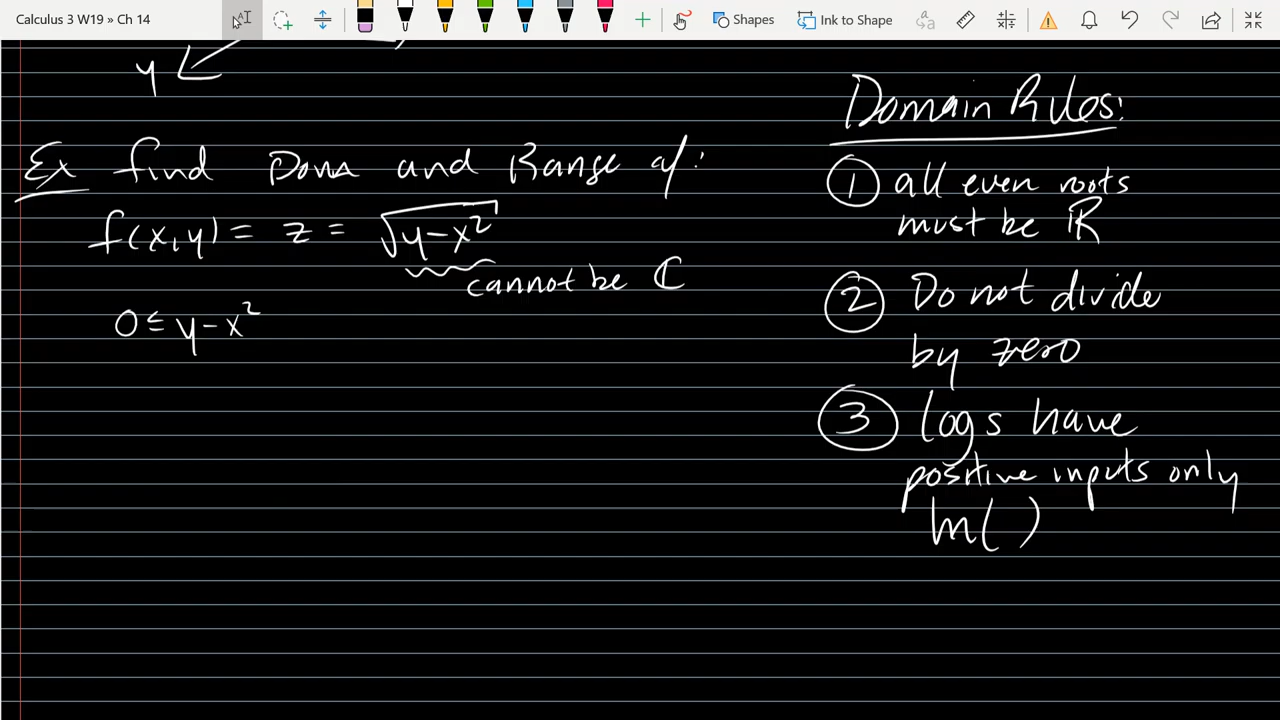 Calculus 3 W19 » Ch 14
Shapes
Ink to Shape
y
Ex find Dom and Range of:
f(x,y) = z = √(y-x²)
cannot be ℂ
0 ≤ y-x²
Domain Rules:
① all even roots
must be ℝ
② Do not divide
by zero
③ logs have
positive inputs only
ln( )